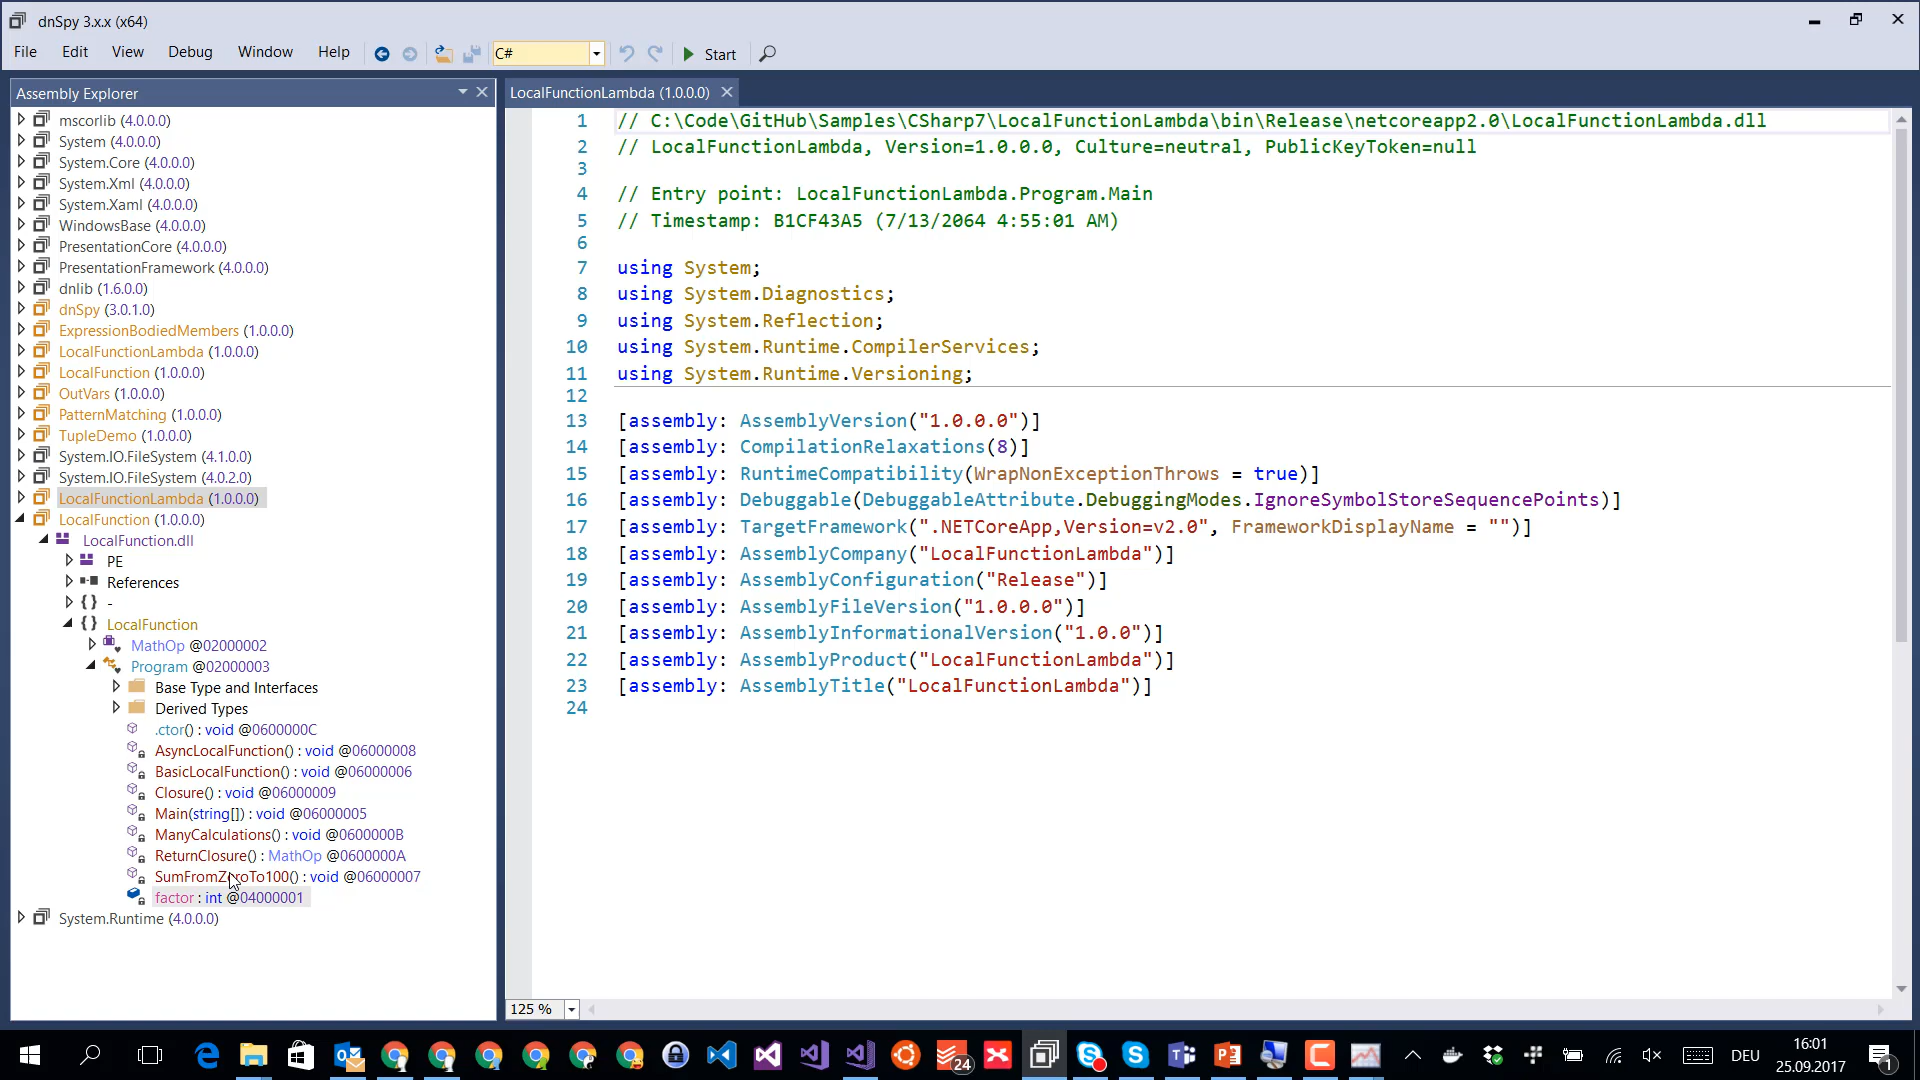 dnSpy 3.x.x (x64)
File Edit View Debug Window Help C# Start
Assembly Explorer
mscorlib (4.0.0.0)
System (4.0.0.0)
System.Core (4.0.0.0)
System.Xml (4.0.0.0)
System.Xaml (4.0.0.0)
WindowsBase (4.0.0.0)
PresentationCore (4.0.0.0)
PresentationFramework (4.0.0.0)
dnlib (1.6.0.0)
dnSpy (3.0.1.0)
ExpressionBodiedMembers (1.0.0.0)
LocalFunctionLambda (1.0.0.0)
LocalFunction (1.0.0.0)
OutVars (1.0.0.0)
PatternMatching (1.0.0.0)
TupleDemo (1.0.0.0)
System.IO.FileSystem (4.1.0.0)
System.IO.FileSystem (4.0.2.0)
LocalFunctionLambda (1.0.0.0)
LocalFunction (1.0.0.0)
LocalFunction.dll
PE
References
{ } -
{ } LocalFunction
MathOp @02000002
Program @02000003
Base Type and Interfaces
Derived Types
.ctor() : void @0600000C
AsyncLocalFunction() : void @06000008
BasicLocalFunction() : void @06000006
Closure() : void @06000009
Main(string[]) : void @06000005
ManyCalculations() : void @0600000B
ReturnClosure() : MathOp @0600000A
SumFromZeroTo100() : void @06000007
factor : int @04000001
System.Runtime (4.0.0.0)
LocalFunctionLambda (1.0.0.0)
1 // C:\Code\GitHub\Samples\CSharp7\LocalFunctionLambda\bin\Release\netcoreapp2.0\LocalFunctionLambda.dll
2 // LocalFunctionLambda, Version=1.0.0.0, Culture=neutral, PublicKeyToken=null
3
4 // Entry point: LocalFunctionLambda.Program.Main
5 // Timestamp: B1CF43A5 (7/13/2064 4:55:01 AM)
6
7 using System;
8 using System.Diagnostics;
9 using System.Reflection;
10 using System.Runtime.CompilerServices;
11 using System.Runtime.Versioning;
12
13 [assembly: AssemblyVersion("1.0.0.0")]
14 [assembly: CompilationRelaxations(8)]
15 [assembly: RuntimeCompatibility(WrapNonExceptionThrows = true)]
16 [assembly: Debuggable(DebuggableAttribute.DebuggingModes.IgnoreSymbolStoreSequencePoints)]
17 [assembly: TargetFramework(".NETCoreApp,Version=v2.0", FrameworkDisplayName = "")]
18 [assembly: AssemblyCompany("LocalFunctionLambda")]
19 [assembly: AssemblyConfiguration("Release")]
20 [assembly: AssemblyFileVersion("1.0.0.0")]
21 [assembly: AssemblyInformationalVersion("1.0.0")]
22 [assembly: AssemblyProduct("LocalFunctionLambda")]
23 [assembly: AssemblyTitle("LocalFunctionLambda")]
24
125 %
24
DEU
16:01
25.09.2017
1